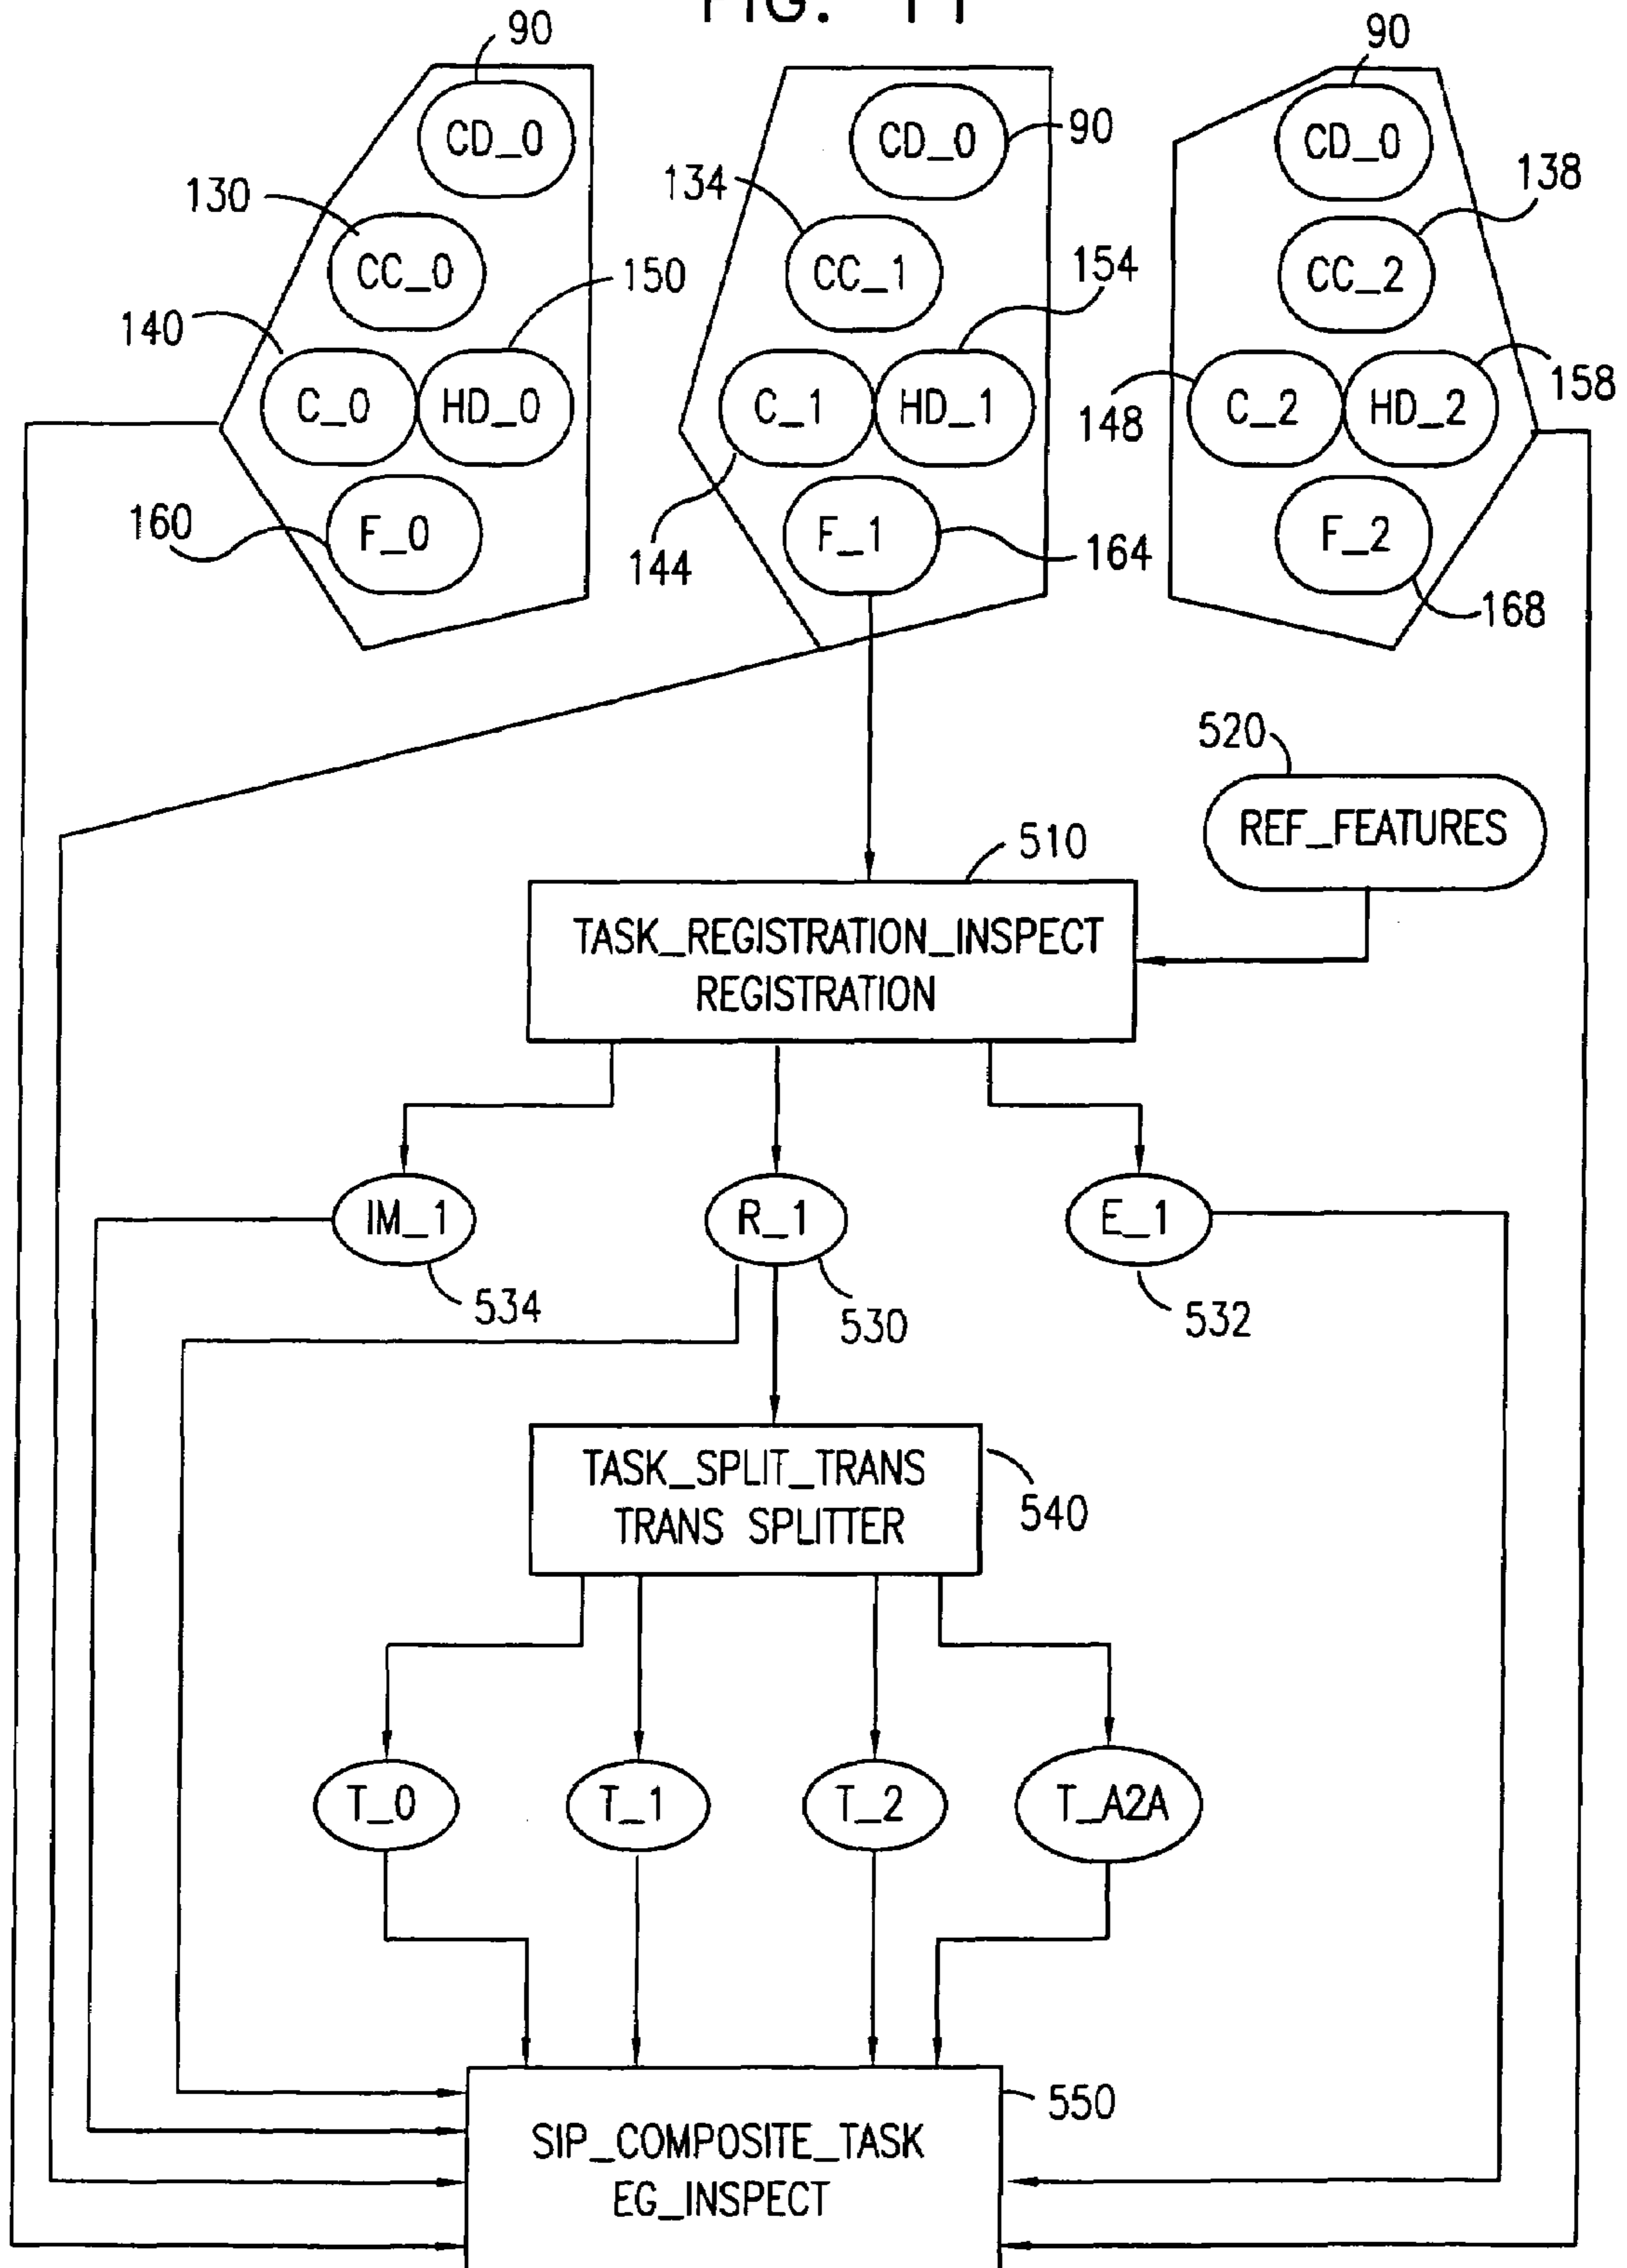 FIG. 11
90
90
CD_0
CD_0
90
CD_0
130
134
138
CC_0
CC_1
CC_2
150
154
140
C_0
HD_0
C_1
HD_1
148
C_2
HD_2
158
160
F_0
144
F_1
164
F_2
168
520
REF_FEATURES
510
TASK_REGISTRATION_INSPECT
REGISTRATION
IM_1
R_1
E_1
534
530
532
TASK_SPLIT_TRANS
TRANS SPLITTER
540
T_0
T_1
T_2
T_A2A
550
SIP_COMPOSITE_TASK
EG_INSPECT